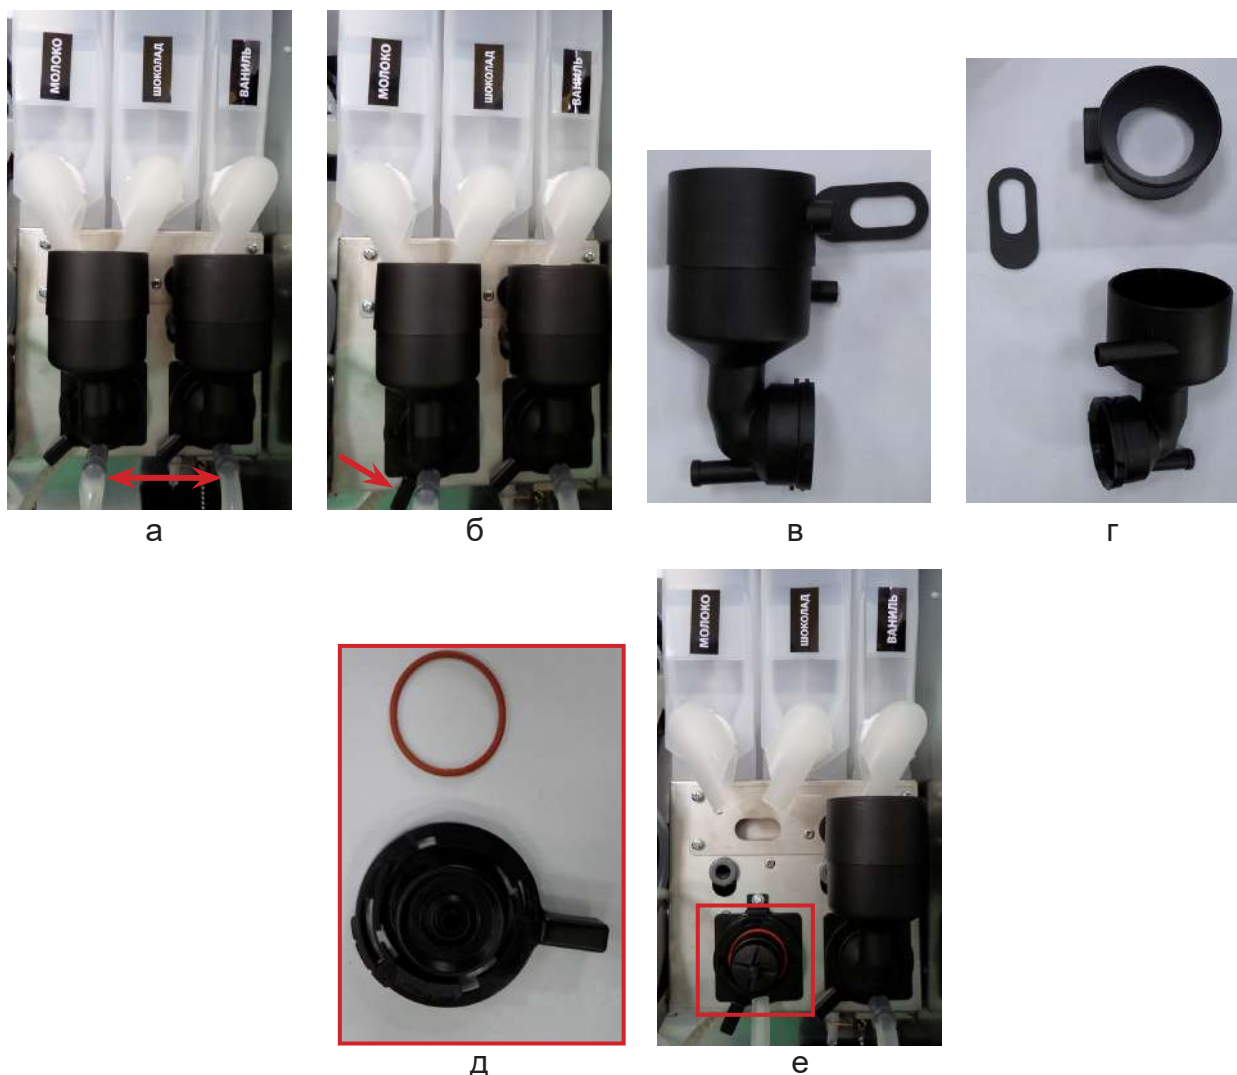 МОЛОКО
ШОКОЛАД
ВАНИЛЬ
МОЛОКО
ШОКОЛАД
ВАНИЛЬ
а
б
в
г
МОЛОКО
ШОКОЛАД
ВАНИЛЬ
д
е